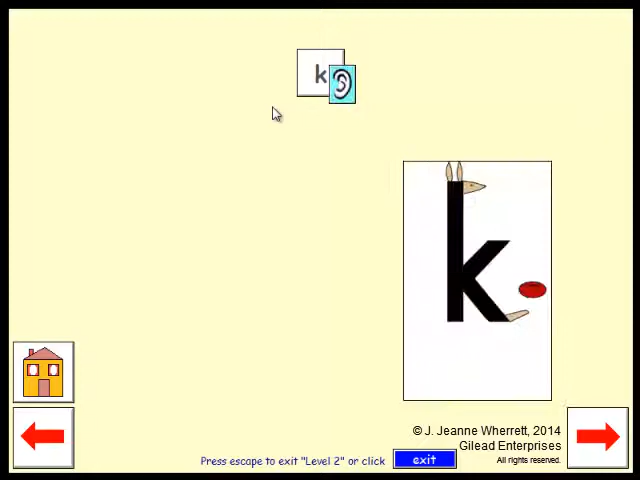 k
k
© J. Jeanne Wherrett, 2014
Gilead Enterprises
All rights reserved.
Press escape to exit "Level 2" or click exit